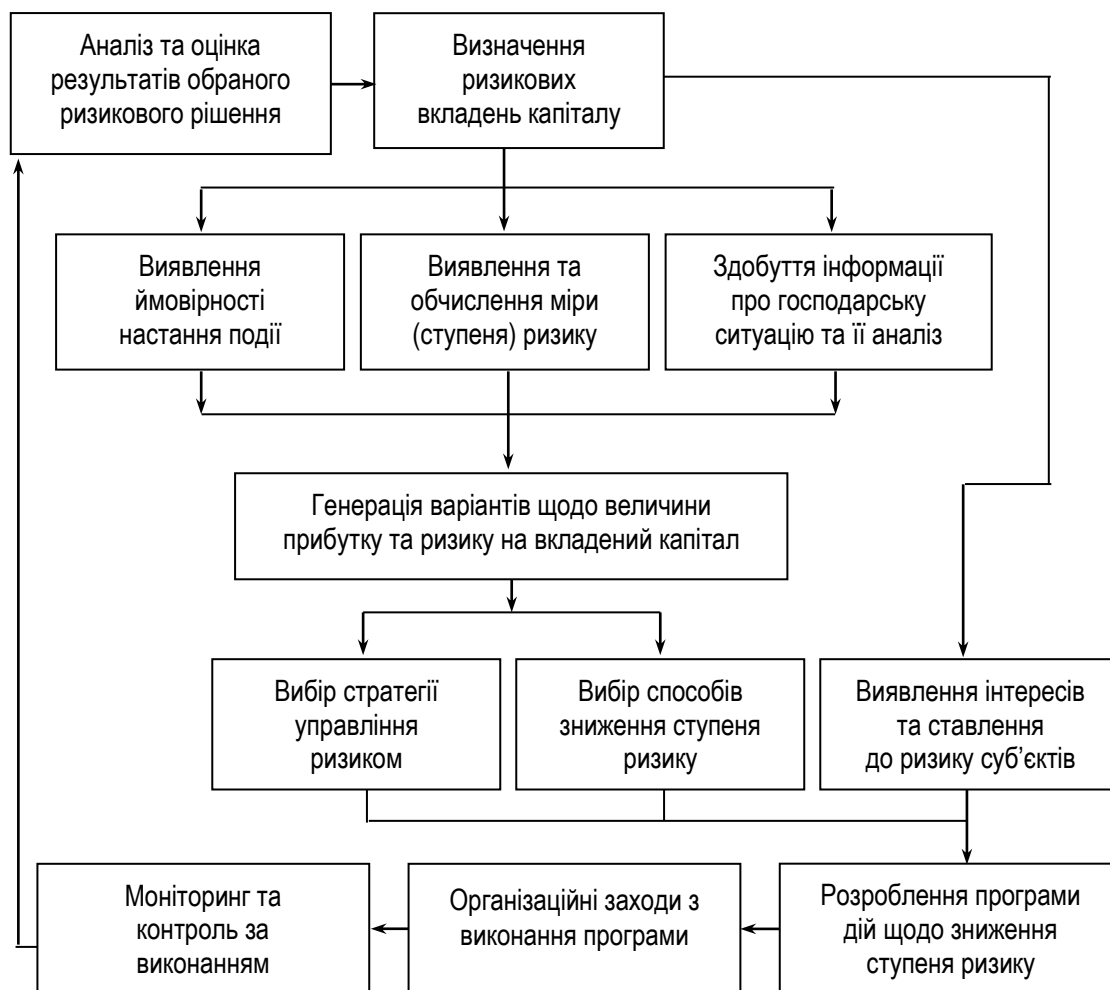 Аналіз та оцінка
результатів обраного
ризикового рішення
Визначення
ризикових
вкладень капіталу
Виявлення
ймовірності
настання події
Виявлення та
обчислення міри
(ступеня) ризику
Здобуття інформації
про господарську
ситуацію та її аналіз
Генерація варіантів щодо величини
прибутку та ризику на вкладений капітал
Вибір стратегії
управління
ризиком
Вибір способів
зниження ступеня
ризику
Виявлення інтересів
та ставлення
до ризику суб’єктів
Моніторинг та
контроль за
виконанням
Організаційні заходи з
виконання програми
Розроблення програми
дій щодо зниження
ступеня ризику